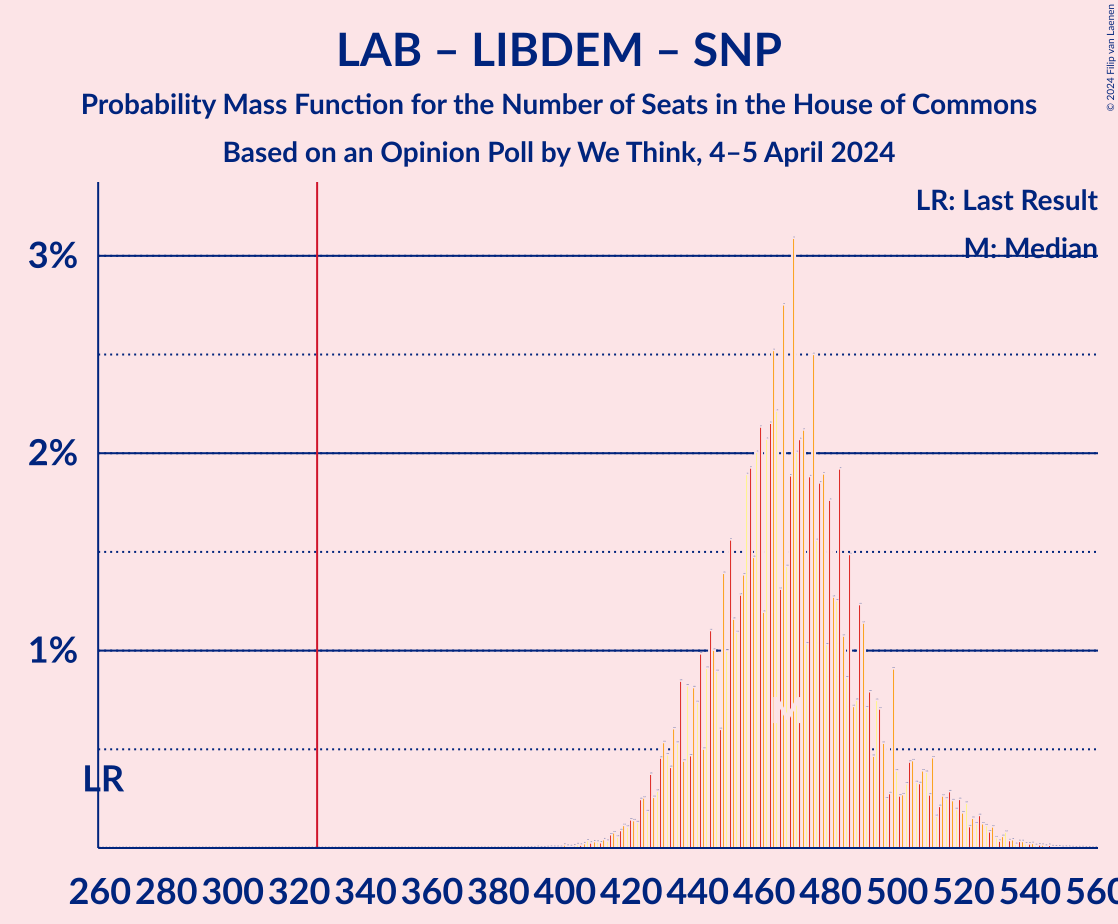 LAB – LIBDEM – SNP
Probability Mass Function for the Number of Seats in the House of Commons
Based on an Opinion Poll by We Think, 4–5 April 2024
© 2024 Filip van Laenen
LR: Last Result
M: Median
3%
2%
1%
LR
M
260 280 300 320 340 360 380 400 420 440 460 480 500 520 540 560